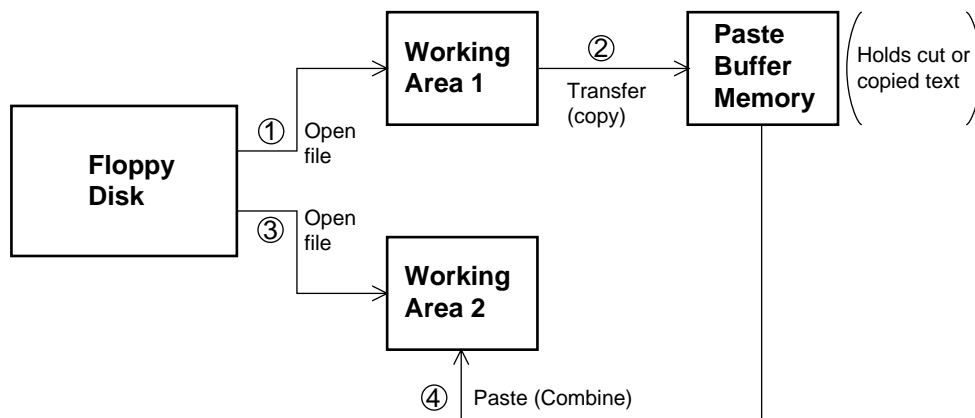 Floppy
Disk
①
Open
file
Working
Area 1
②
Transfer
(copy)
Paste
Buffer
Memory
Holds cut or
copied text
③
Open
file
Working
Area 2
④
Paste (Combine)